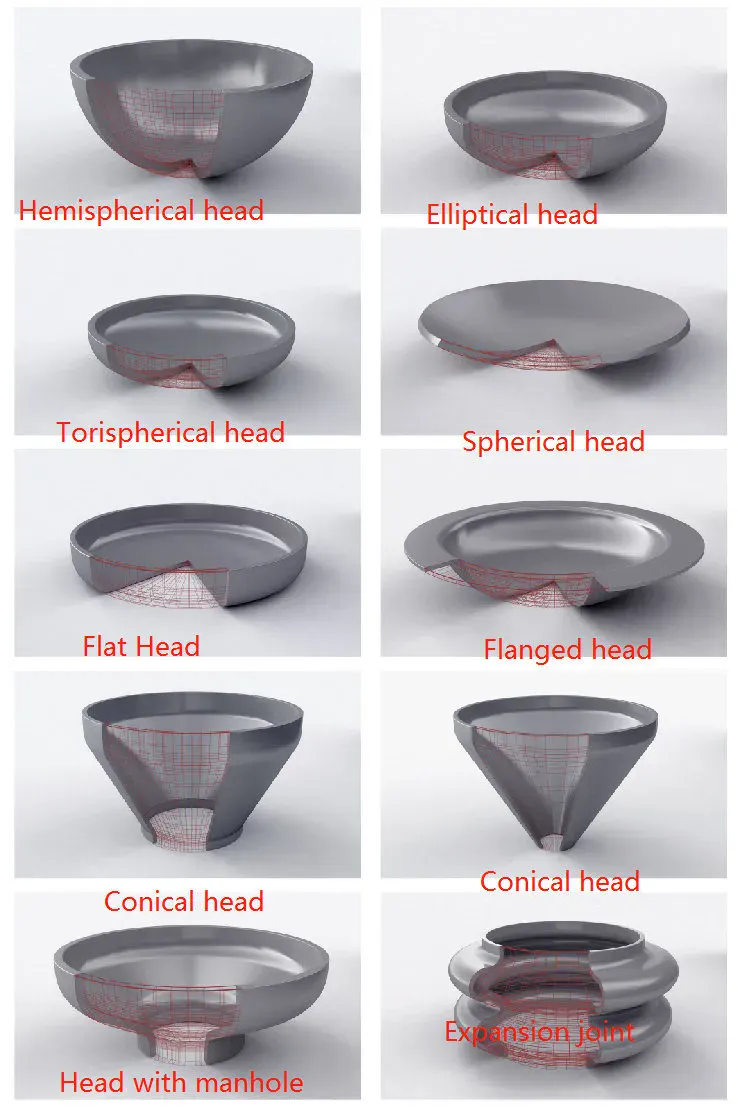 Hemispherical head
Elliptical head
Torispherical head
Spherical head
Flat Head
Flanged head
Conical head
Conical head
Head with manhole
Expansion joint